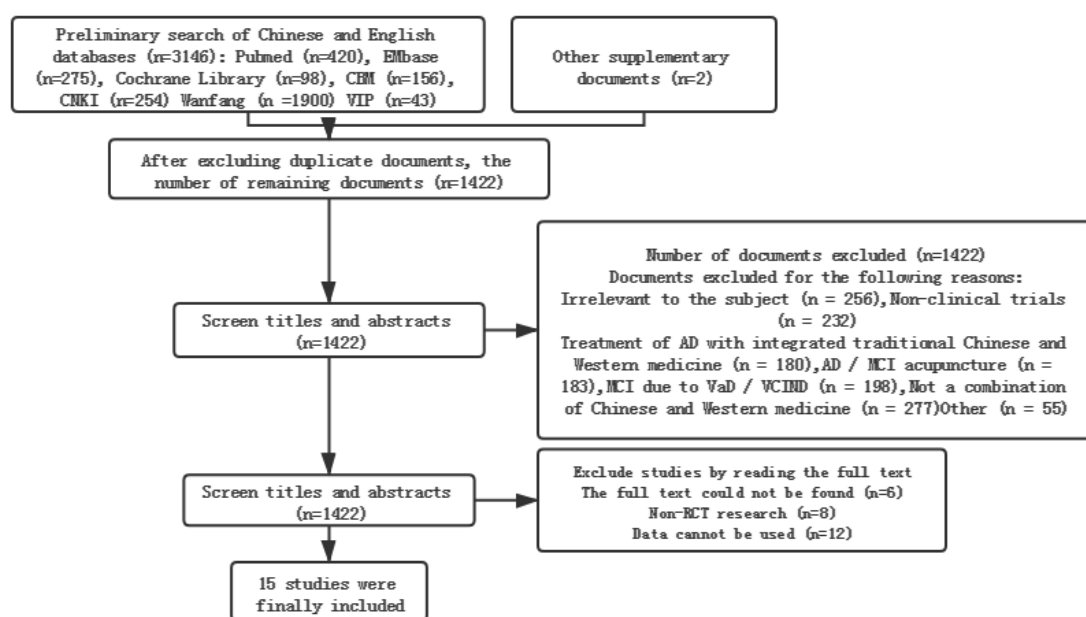 Preliminary search of Chinese and English
databases (n=3146): Pubmed (n=420), EMbase
(n=275), Cochrane Library (n=98), CBM (n=156),
CNKI (n=254) Wanfang (n =1900) VIP (n=43)
Other supplementary
documents (n=2)
After excluding duplicate documents, the
number of remaining documents (n=1422)
Number of documents excluded (n=1422)
Documents excluded for the following reasons:
Irrelevant to the subject (n = 256),Non-clinical trials
(n = 232)
Treatment of AD with integrated traditional Chinese and
Western medicine (n = 180),AD / MCI acupuncture (n =
183),MCI due to VaD / VCIND (n = 198),Not a combination
of Chinese and Western medicine (n = 277)Other (n = 55)
Screen titles and abstracts
(n=1422)
Exclude studies by reading the full text
The full text could not be found (n=6)
Non-RCT research (n=8)
Data cannot be used (n=12)
Screen titles and abstracts
(n=1422)
15 studies were
finally included